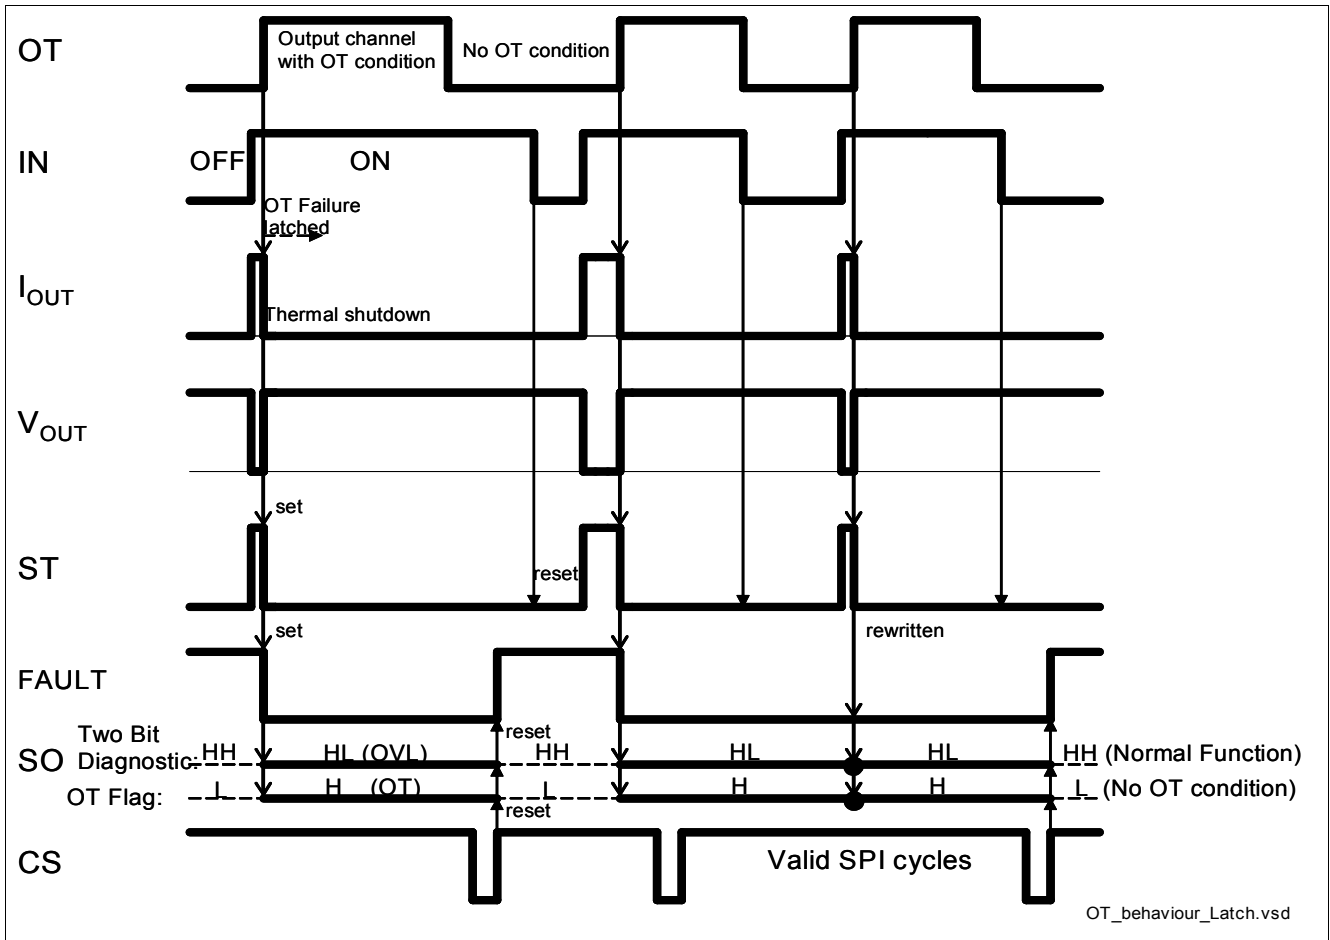 OT
Output channel
with OT condition
No OT condition
IN
OFF
ON
OT Failure
latched
IOUT
Thermal shutdown
VOUT
set
ST
reset
set
rewritten
FAULT
reset
Two Bit
Diagnostic:
SO
HH
HL (OVL)
HH
HL
HL
HH (Normal Function)
OT Flag:
L
H (OT)
L
H
H
L (No OT condition)
reset
CS
Valid SPI cycles
OT_behaviour_Latch.vsd